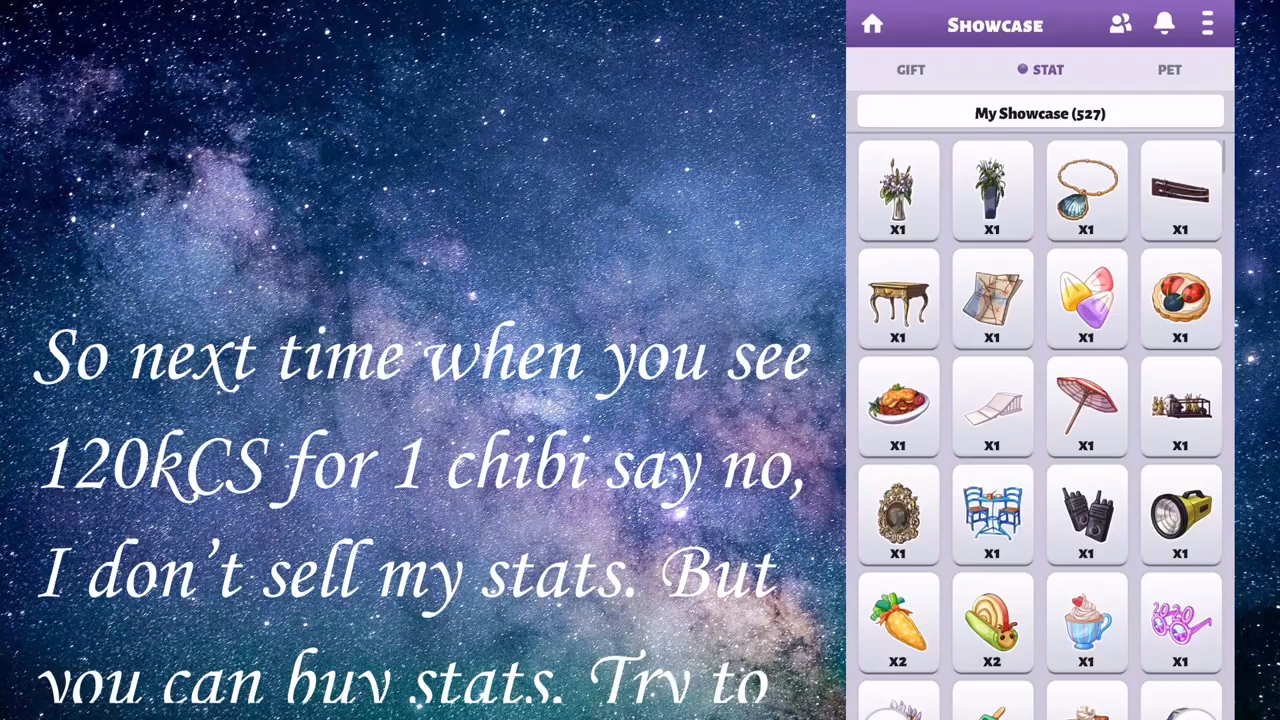 So next time when you see
120kCS for 1 chibi say no,
I don't sell my stats. But
you can buy stats. Try to
SHOWCASE
GIFT STAT PET
My Showcase (527)
X1 X1 X1 X1
X1 X1 X1 X1
X1 X1 X1 X1
X1 X1 X1 X1
X2 X2 X1 X1
2020